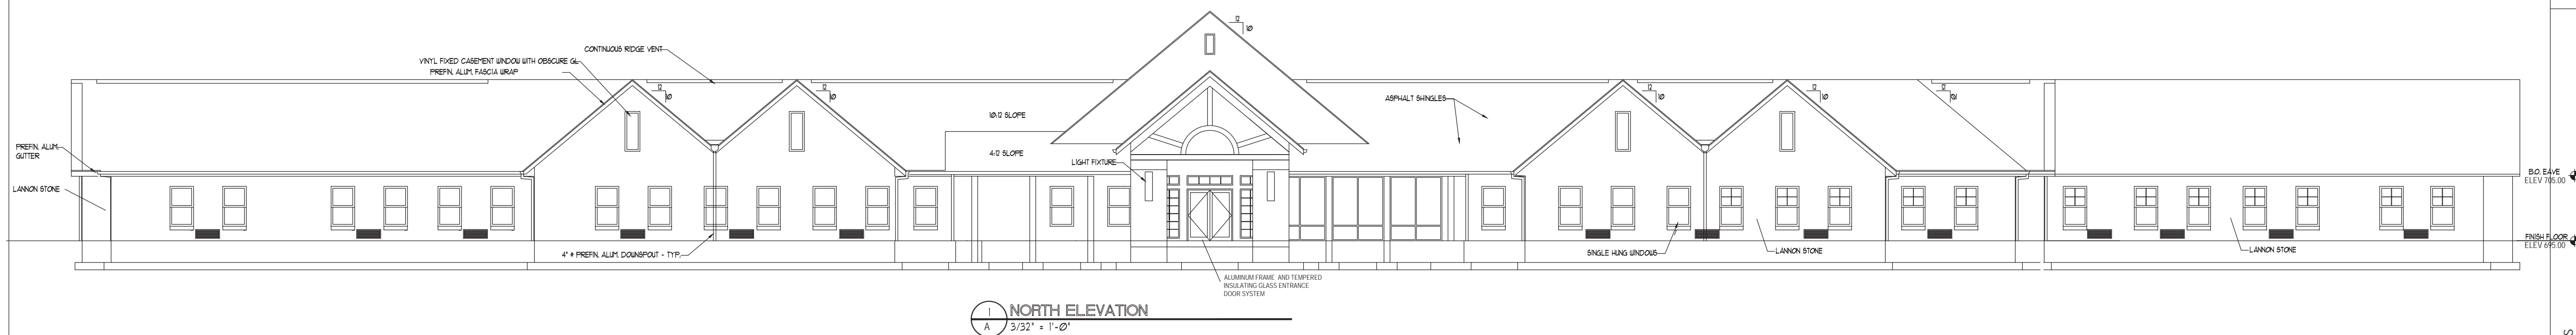 12
10
CONTINUOUS RIDGE VENT
VINYL FIXED CASEMENT WINDOW WITH OBSCURE GL
PREFIN. ALUM. FASCIA WRAP
12
10
12
10
10:12 SLOPE
4:12 SLOPE
LIGHT FIXTURE
ASPHALT SHINGLES
12
10
12
10
12
10
PREFIN. ALUM.
GUTTER
LANNON STONE
B.O. EAVE
ELEV 705.00
FINISH FLOOR
ELEV 695.00
4" Φ PREFIN. ALUM. DOWNSPOUT - TYP.
SINGLE HUNG WINDOWS
LANNON STONE
LANNON STONE
ALUMINUM FRAME AND TEMPERED
INSULATING GLASS ENTRANCE
DOOR SYSTEM
1
A
NORTH ELEVATION
3/32" = 1'-0"
S